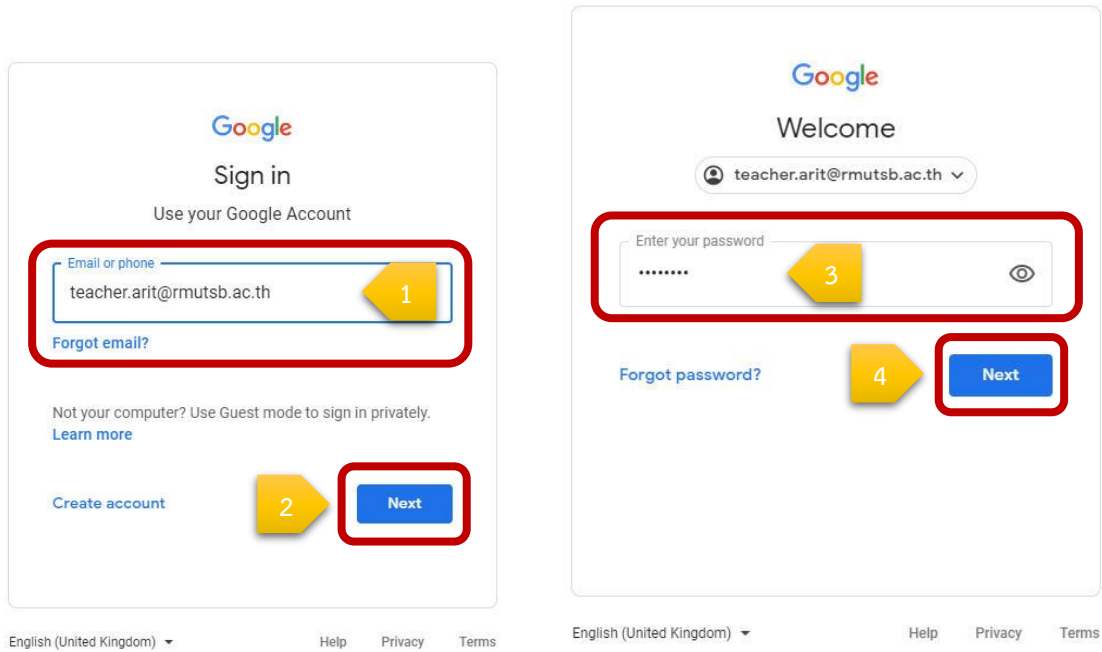 Google
Sign in
Use your Google Account
Email or phone
teacher.arit@rmutsb.ac.th
1
Forgot email?
Not your computer? Use Guest mode to sign in privately.
Learn more
Create account
2
Next
English (United Kingdom)
Help Privacy Terms
Google
Welcome
teacher.arit@rmutsb.ac.th
Enter your password
••••••••
3
Forgot password?
4
Next
English (United Kingdom)
Help Privacy Terms